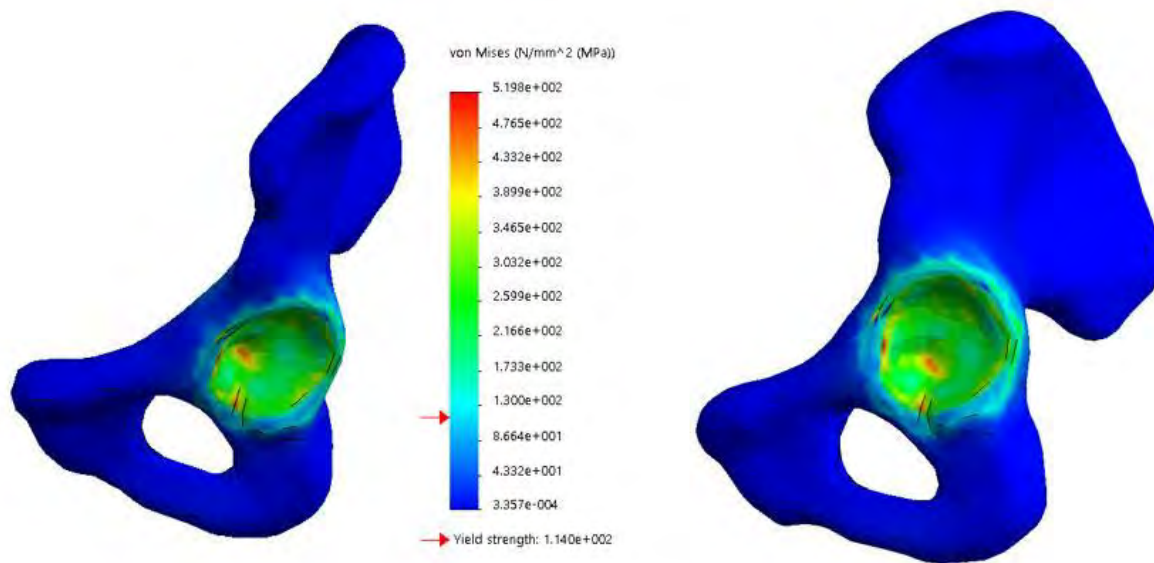 von Mises (N/mm^2 (MPa))
5.198e+002
4.765e+002
4.332e+002
3.899e+002
3.465e+002
3.032e+002
2.599e+002
2.166e+002
1.733e+002
1.300e+002
8.664e+001
4.332e+001
3.357e-004
Yield strength: 1.140e+002